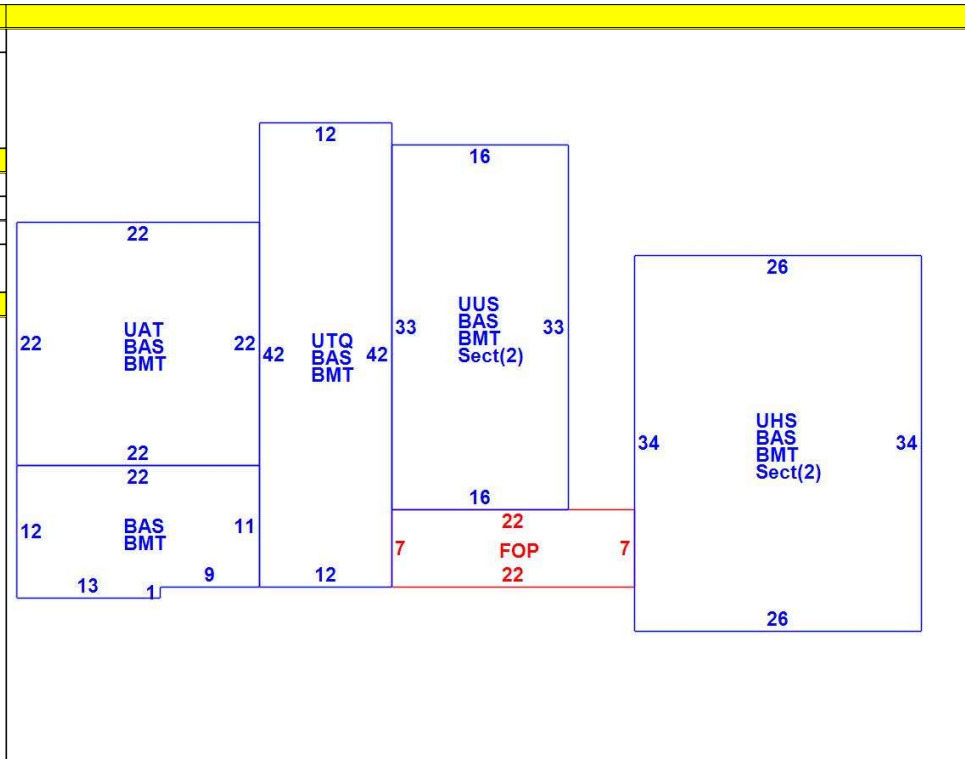 12
16
22
26
22
UAT
BAS
BMT
22
42
UTQ
BAS
BMT
42
33
UUS
BAS
BMT
Sect(2)
33
34
UHS
BAS
BMT
Sect(2)
34
22
22
12
BAS
BMT
11
16
22
7
FOP
7
22
13
1
9
12
26